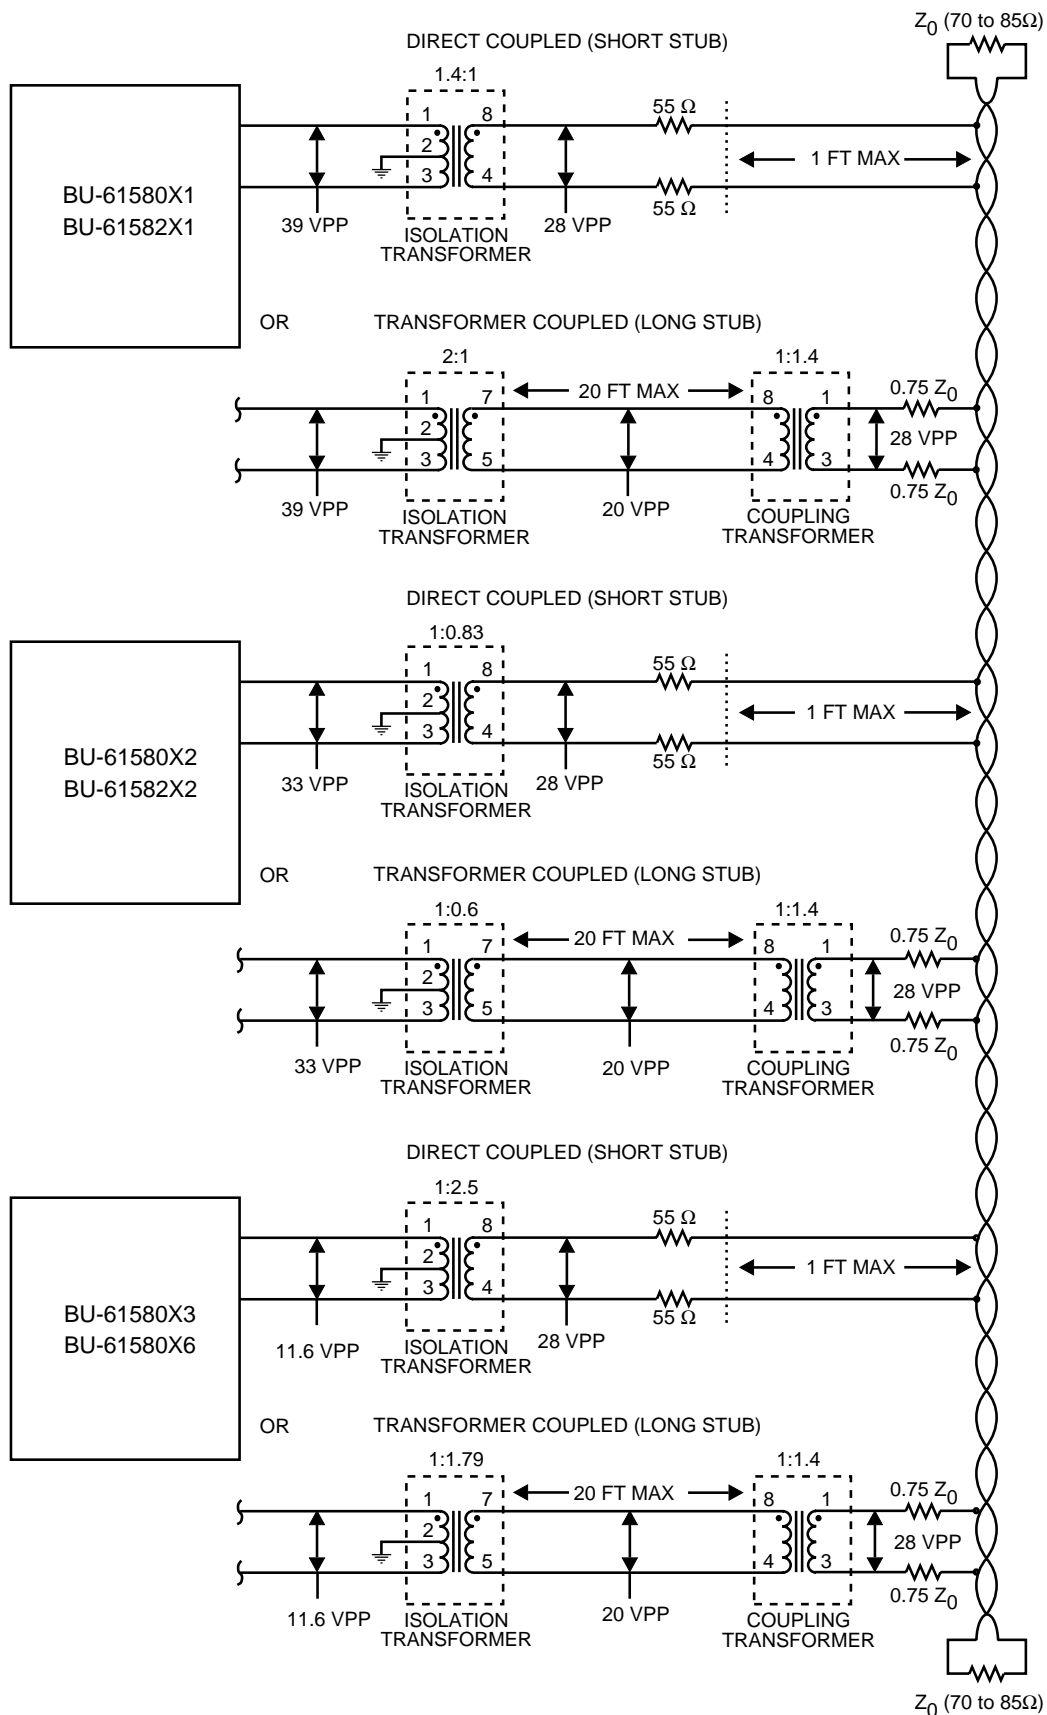 Z0 (70 to 85Ω)
DIRECT COUPLED (SHORT STUB)
1.4:1
1 8
2
3 4
55 Ω
55 Ω
1 FT MAX
BU-61580X1
BU-61582X1
39 VPP
28 VPP
ISOLATION
TRANSFORMER
OR
TRANSFORMER COUPLED (LONG STUB)
2:1
1 7
2
3 5
20 FT MAX
1:1.4
8 1
4 3
0.75 Z0
28 VPP
0.75 Z0
39 VPP
ISOLATION
TRANSFORMER
20 VPP
COUPLING
TRANSFORMER
DIRECT COUPLED (SHORT STUB)
1:0.83
1 8
2
3 4
55 Ω
55 Ω
1 FT MAX
BU-61580X2
BU-61582X2
33 VPP
28 VPP
ISOLATION
TRANSFORMER
OR
TRANSFORMER COUPLED (LONG STUB)
1:0.6
1 7
2
3 5
20 FT MAX
1:1.4
8 1
4 3
0.75 Z0
28 VPP
0.75 Z0
33 VPP
ISOLATION
TRANSFORMER
20 VPP
COUPLING
TRANSFORMER
DIRECT COUPLED (SHORT STUB)
1:2.5
1 8
2
3 4
55 Ω
55 Ω
1 FT MAX
BU-61580X3
BU-61580X6
11.6 VPP
28 VPP
ISOLATION
TRANSFORMER
OR
TRANSFORMER COUPLED (LONG STUB)
1:1.79
1 7
2
3 5
20 FT MAX
1:1.4
8 1
4 3
0.75 Z0
28 VPP
0.75 Z0
11.6 VPP
ISOLATION
TRANSFORMER
20 VPP
COUPLING
TRANSFORMER
Z0 (70 to 85Ω)